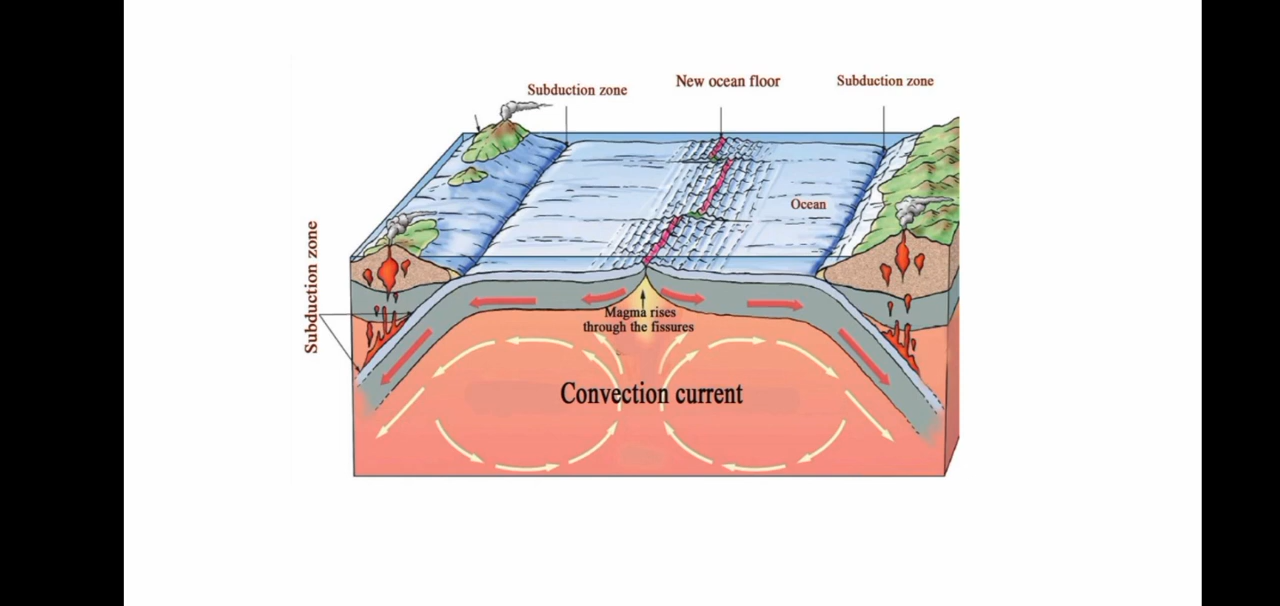 Subduction zone
New ocean floor
Subduction zone
Ocean
Subduction zone
Magma rises
through the fissures
Convection current